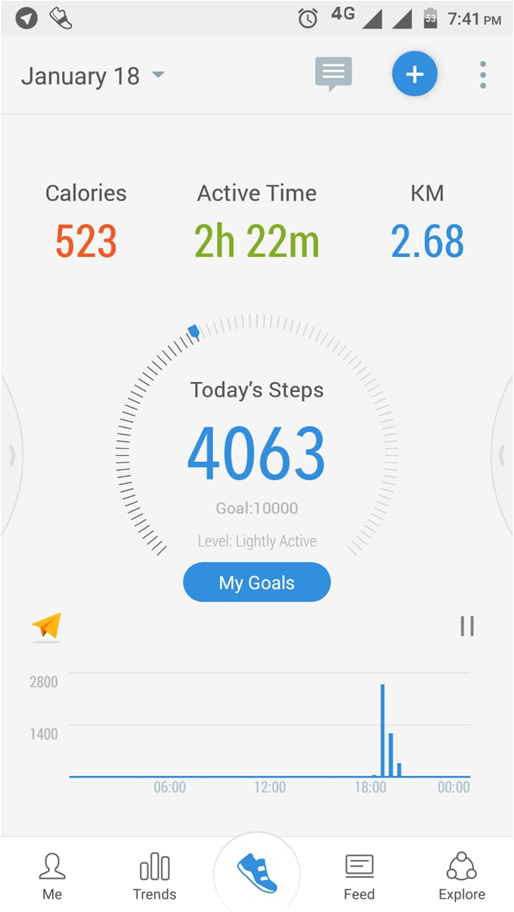 4G 53 7:41 PM
January 18
Calories Active Time KM
523 2h 22m 2.68
Today's Steps
4063
Goal:10000
Level: Lightly Active
My Goals
2800
1400
06:00 12:00 18:00 00:00
Me Trends Feed Explore